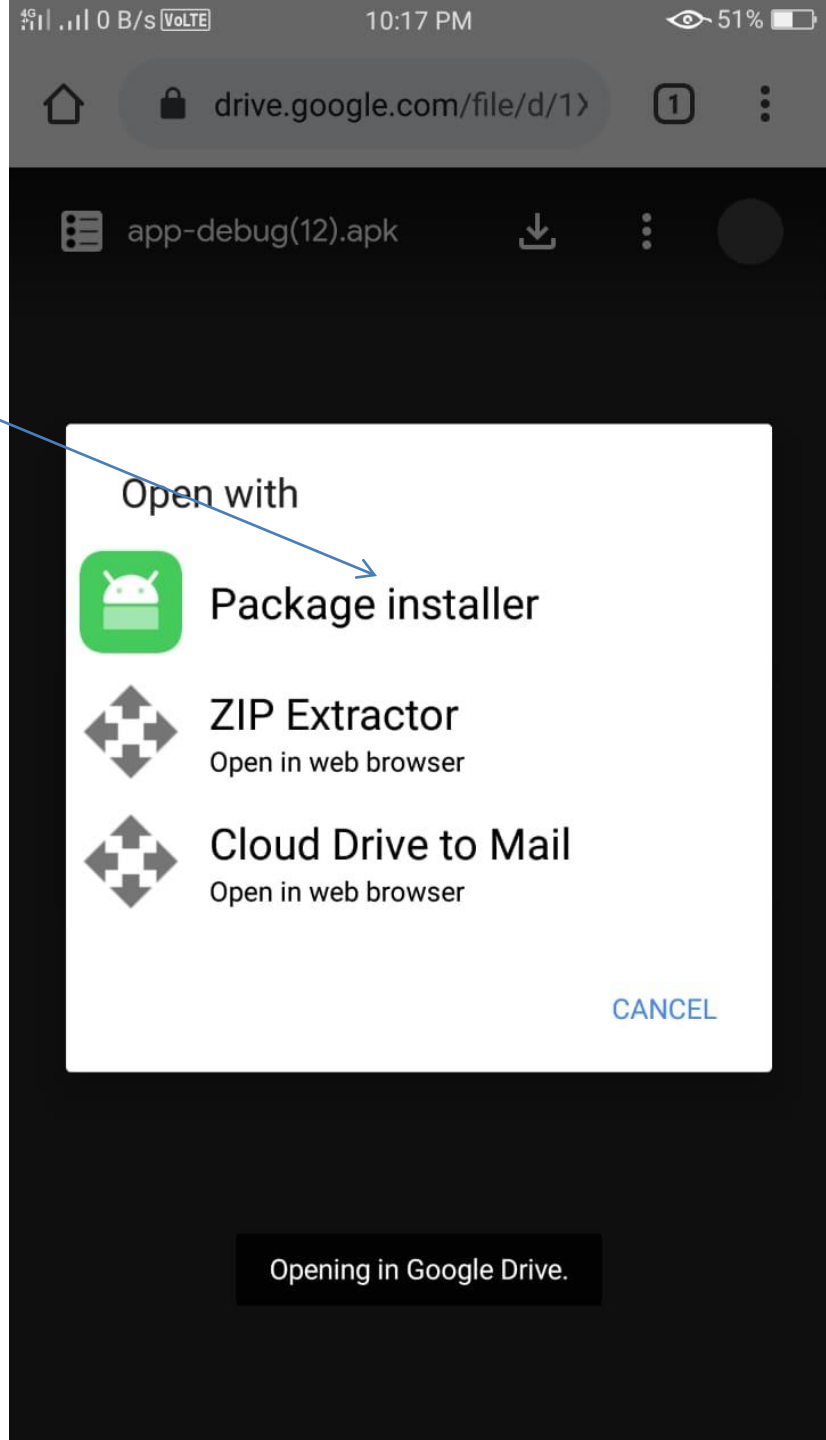 4G 0 B/s VoLTE 10:17 PM 51%
drive.google.com/file/d/1 1
app-debug(12).apk
Open with
Package installer
ZIP Extractor
Open in web browser
Cloud Drive to Mail
Open in web browser
CANCEL
Opening in Google Drive.